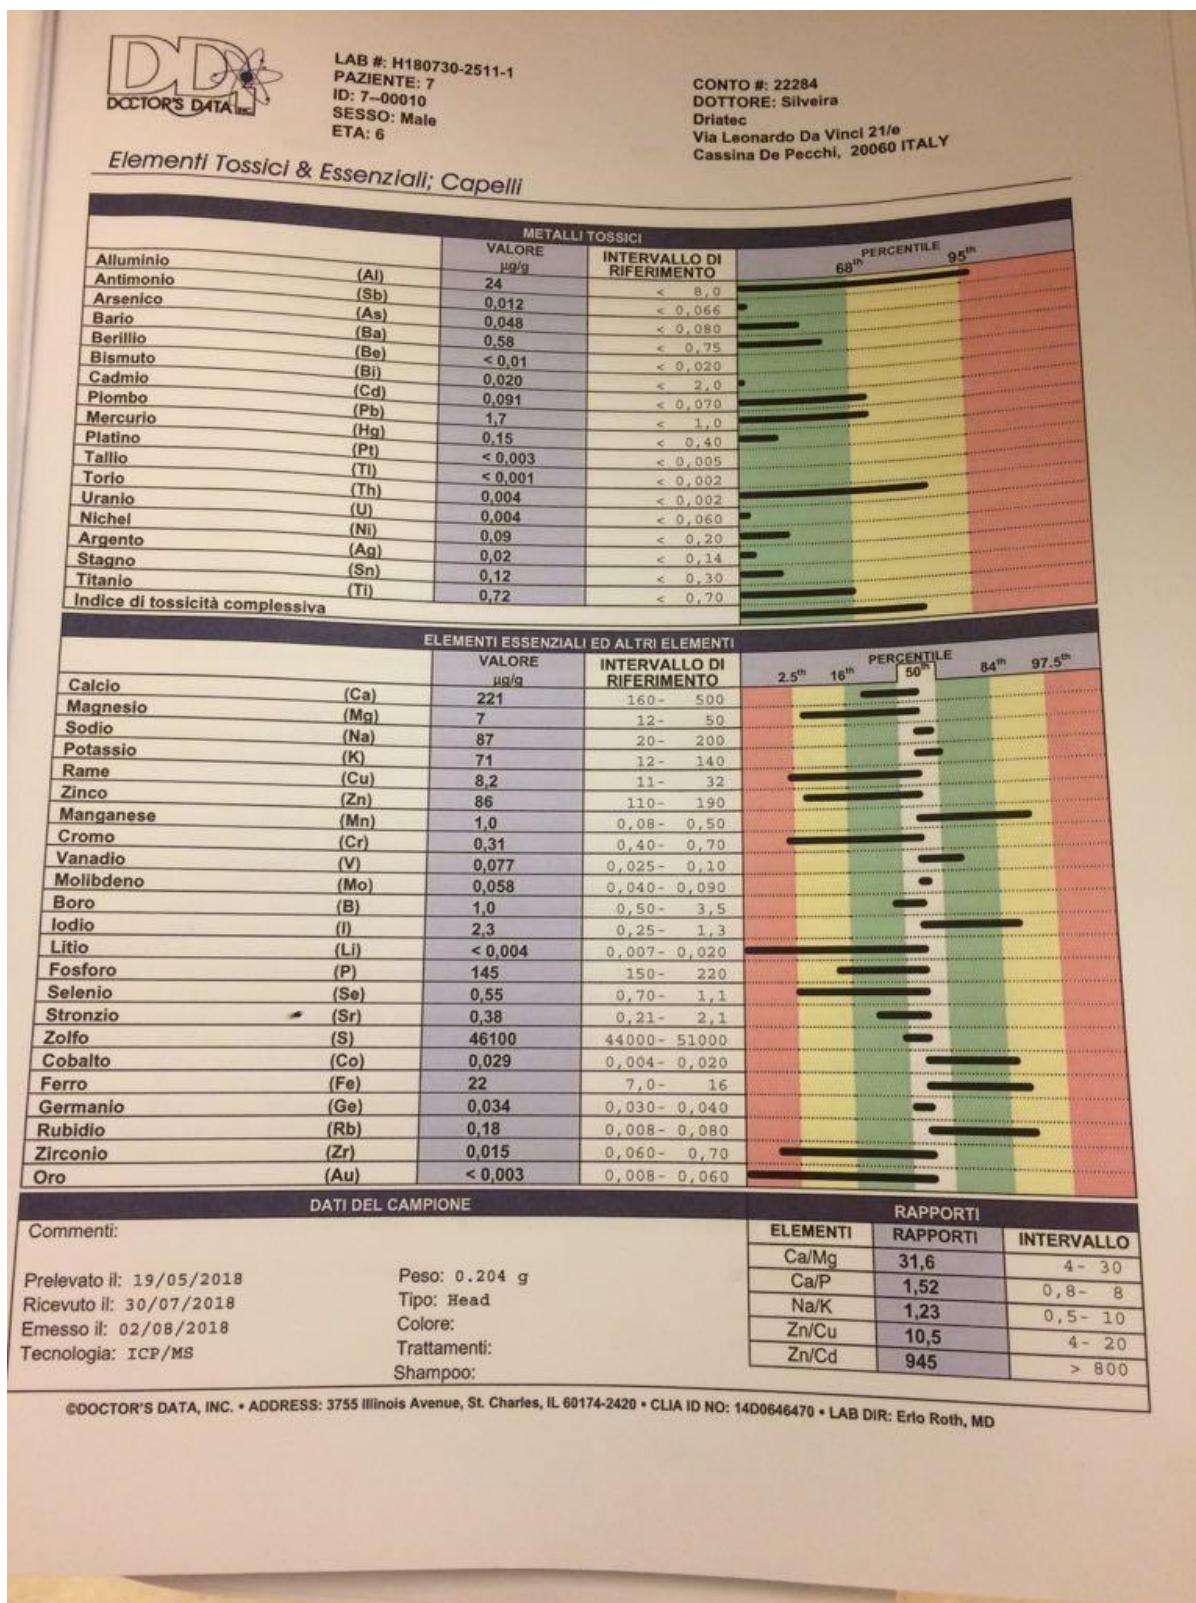 DOCTOR'S DATA INC.
LAB #: H180730-2511-1
PAZIENTE: 7
ID: 7--00010
SESSO: Male
ETA: 6
CONTO #: 22284
DOTTORE: Silveira
Driatec
Via Leonardo Da Vinci 21/e
Cassina De Pecchi, 20060 ITALY
Elementi Tossici & Essenziali; Capelli
METALLI TOSSICI
VALORE µg/g INTERVALLO DI RIFERIMENTO PERCENTILE 68th 95th
Alluminio (Al) 24 < 8,0
Antimonio (Sb) 0,012 < 0,066
Arsenico (As) 0,048 < 0,080
Bario (Ba) 0,58 < 0,75
Berillio (Be) < 0,01 < 0,020
Bismuto (Bi) 0,020 < 2,0
Cadmio (Cd) 0,091 < 0,070
Piombo (Pb) 1,7 < 1,0
Mercurio (Hg) 0,15 < 0,40
Platino (Pt) < 0,003 < 0,005
Tallio (Tl) < 0,001 < 0,002
Torio (Th) 0,004 < 0,002
Uranio (U) 0,004 < 0,060
Nichel (Ni) 0,09 < 0,20
Argento (Ag) 0,02 < 0,14
Stagno (Sn) 0,12 < 0,30
Titanio (Ti) 0,72 < 0,70
Indice di tossicità complessiva
ELEMENTI ESSENZIALI ED ALTRI ELEMENTI
VALORE µg/g INTERVALLO DI RIFERIMENTO PERCENTILE 2.5th 16th 50th 84th 97.5th
Calcio (Ca) 221 160- 500
Magnesio (Mg) 7 12- 50
Sodio (Na) 87 20- 200
Potassio (K) 71 12- 140
Rame (Cu) 8,2 11- 32
Zinco (Zn) 86 110- 190
Manganese (Mn) 1,0 0,08- 0,50
Cromo (Cr) 0,31 0,40- 0,70
Vanadio (V) 0,077 0,025- 0,10
Molibdeno (Mo) 0,058 0,040- 0,090
Boro (B) 1,0 0,50- 3,5
Iodio (I) 2,3 0,25- 1,3
Litio (Li) < 0,004 0,007- 0,020
Fosforo (P) 145 150- 220
Selenio (Se) 0,55 0,70- 1,1
Stronzio (Sr) 0,38 0,21- 2,1
Zolfo (S) 46100 44000- 51000
Cobalto (Co) 0,029 0,004- 0,020
Ferro (Fe) 22 7,0- 16
Germanio (Ge) 0,034 0,030- 0,040
Rubidio (Rb) 0,18 0,008- 0,080
Zirconio (Zr) 0,015 0,060- 0,70
Oro (Au) < 0,003 0,008- 0,060
DATI DEL CAMPIONE
Commenti:
Prelevato il: 19/05/2018 Peso: 0.204 g
Ricevuto il: 30/07/2018 Tipo: Head
Emesso il: 02/08/2018 Colore:
Tecnologia: ICP/MS Trattamenti:
Shampoo:
RAPPORTI
ELEMENTI RAPPORTI INTERVALLO
Ca/Mg 31,6 4- 30
Ca/P 1,52 0,8- 8
Na/K 1,23 0,5- 10
Zn/Cu 10,5 4- 20
Zn/Cd 945 > 800
©DOCTOR'S DATA, INC. • ADDRESS: 3755 Illinois Avenue, St. Charles, IL 60174-2420 • CLIA ID NO: 14D0646470 • LAB DIR: Erlo Roth, MD